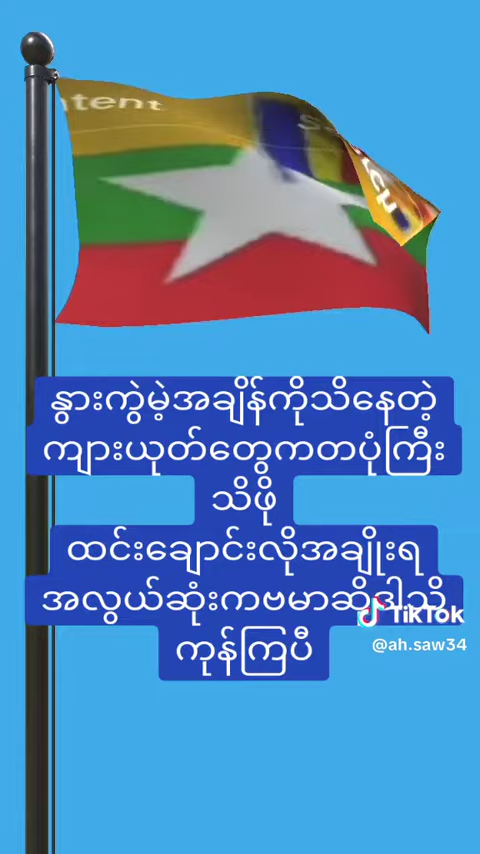 tent
နွားကွဲမဲ့အချိန်ကိုသိနေတဲ့
ကျားယုတ်တွေကတပုံကြီး
သိဖို
ထင်းချောင်းလိုအချိုးရ
အလွယ်ဆုံးကဗမာဆိုဒါသိ
ကုန်ကြပီ
TikTok
@ah.saw34